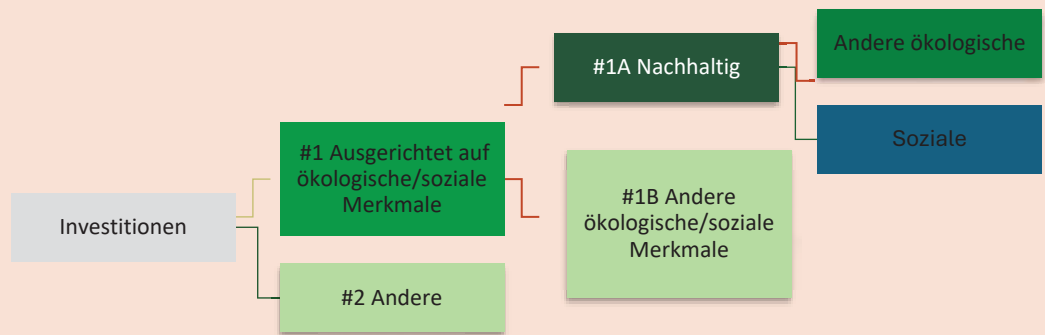 Investitionen
#1 Ausgerichtet auf
ökologische/soziale
Merkmale
#2 Andere
#1A Nachhaltig
#1B Andere
ökologische/soziale
Merkmale
Andere ökologische
Soziale